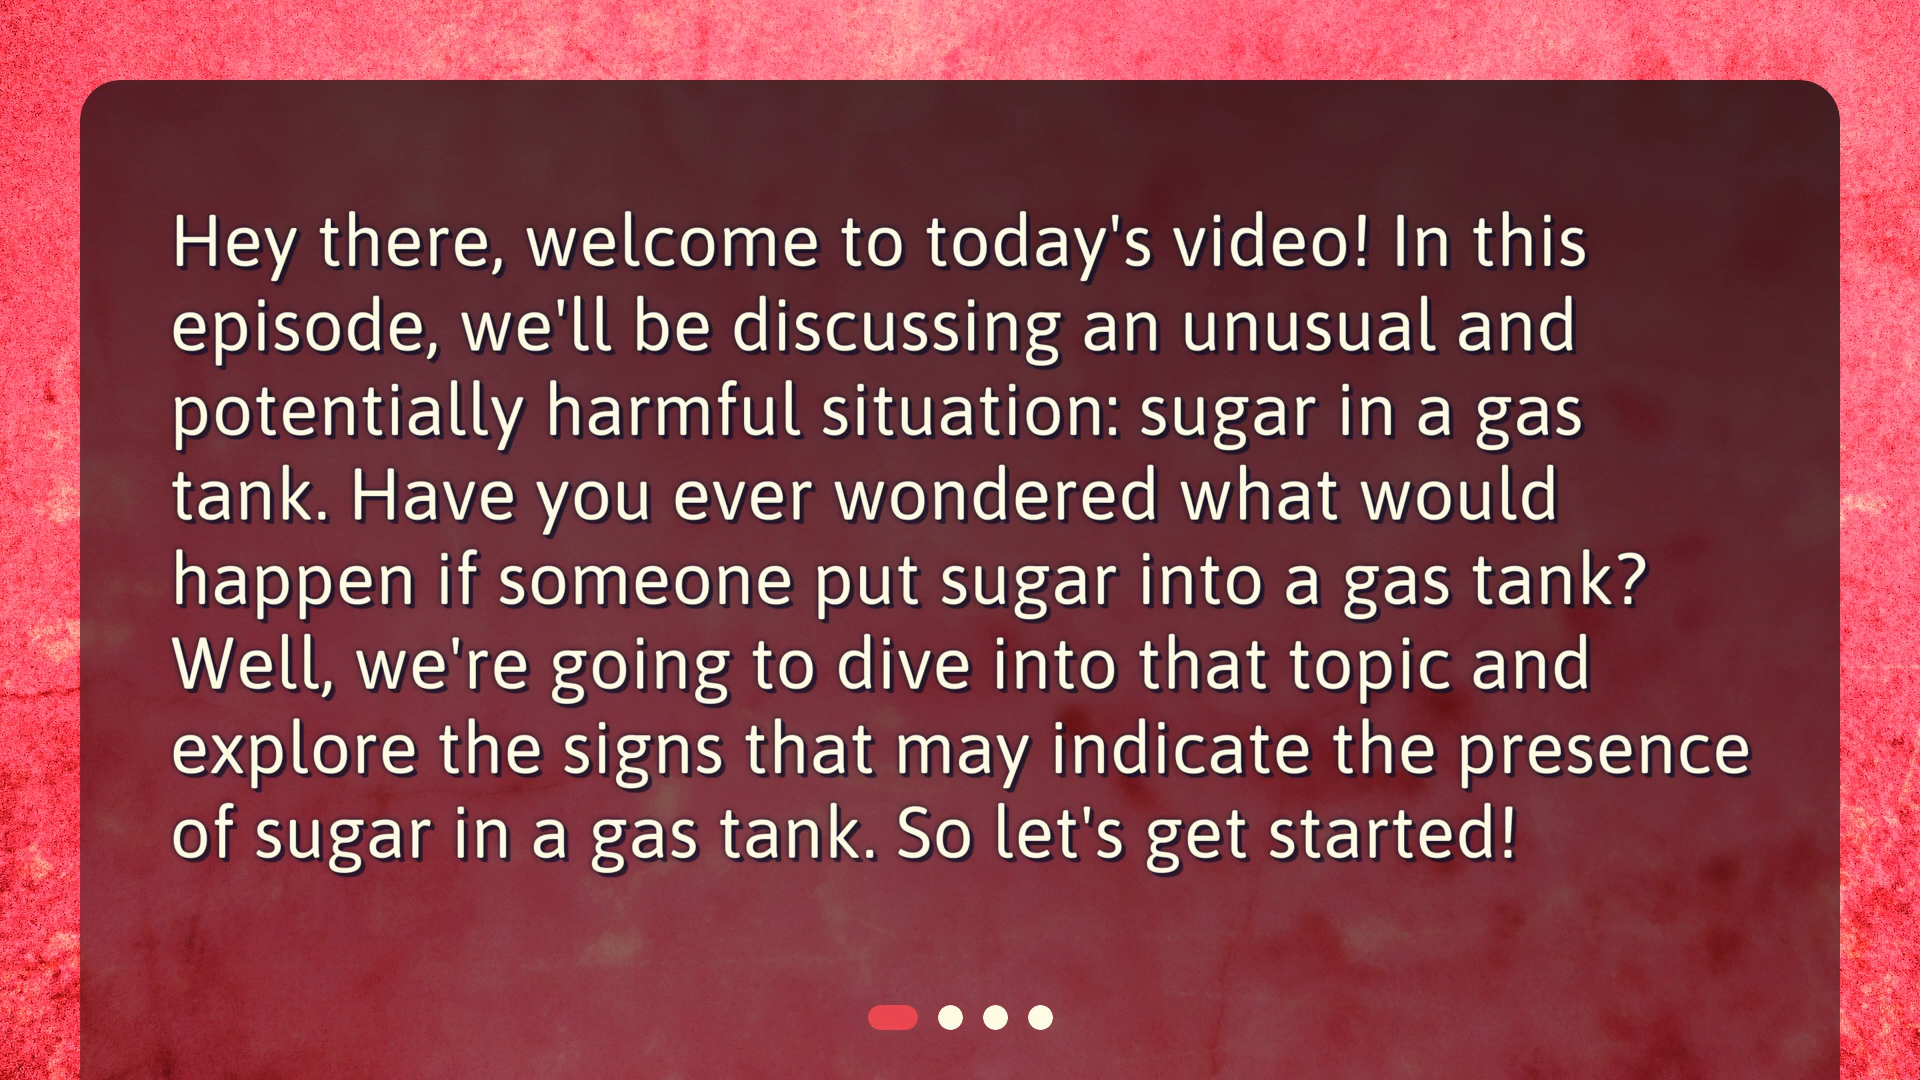 Hey there, welcome to today's video! In this
episode, we'll be discussing an unusual and
potentially harmful situation: sugar in a gas
tank. Have you ever wondered what would
happen if someone put sugar into a gas tank?
Well, we're going to dive into that topic and
explore the signs that may indicate the presence
of sugar in a gas tank. So let's get started!